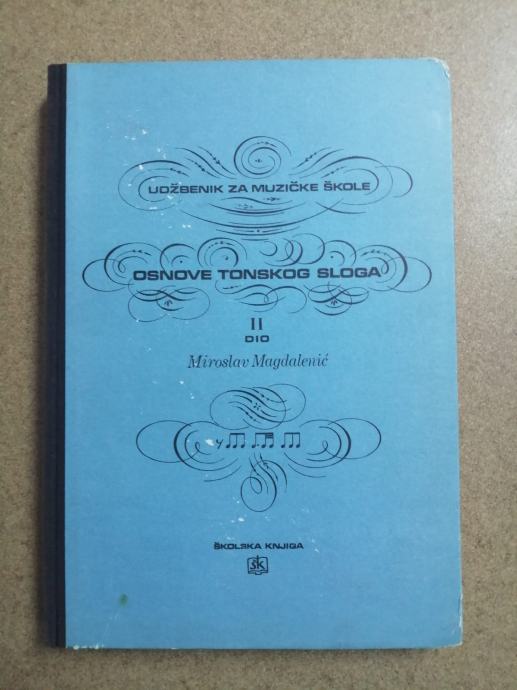 UDŽBENIK ZA MUZIČKE ŠKOLE
OSNOVE TONSKOG SLOGA
II
DIO
Miroslav Magdalenić
ŠKOLSKA KNJIGA
ŠK